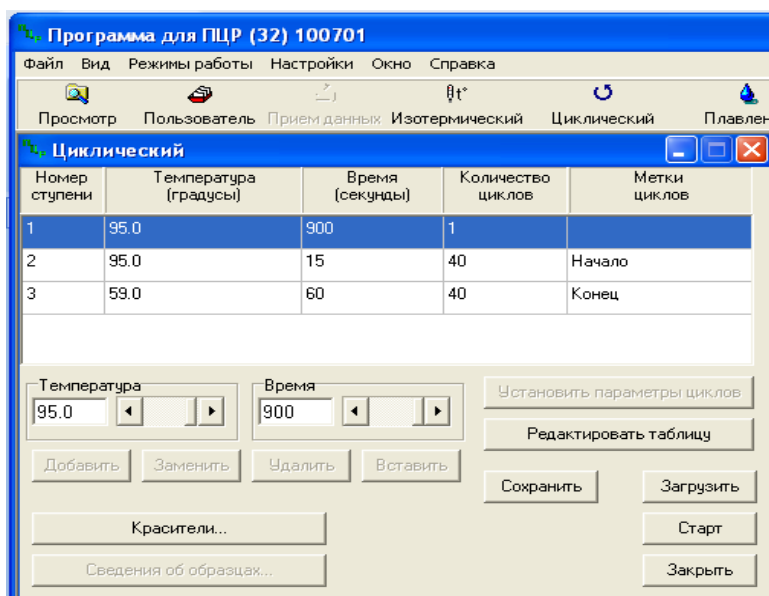 Программа для ПЦР (32) 100701
Файл Вид Режимы работы Настройки Окно Справка
Просмотр Пользователь Прием данных Изотермический Циклический Плавлен
Циклический
Номер ступени Температура (градусы) Время (секунды) Количество циклов Метки циклов
1 95.0 900 1
2 95.0 15 40 Начало
3 59.0 60 40 Конец
Температура Время
95.0 900
Установить параметры циклов
Редактировать таблицу
Добавить Заменить Удалить Вставить
Сохранить Загрузить
Красители... Старт
Сведения об образцах... Закрыть